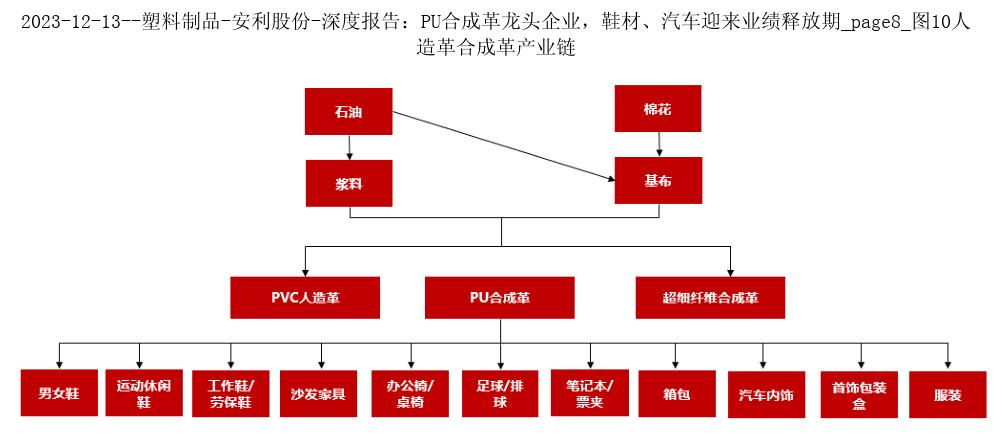 2023-12-13--塑料制品-安利股份-深度报告：PU合成革龙头企业，鞋材、汽车迎来业绩释放期_page8_图10人
造革合成革产业链
石油
棉花
浆料
基布
PVC人造革
PU合成革
超细纤维合成革
男女鞋
运动休闲
鞋
工作鞋/
劳保鞋
沙发家具
办公椅/
桌椅
足球/排
球
笔记本/
票夹
箱包
汽车内饰
首饰包装
盒
服装